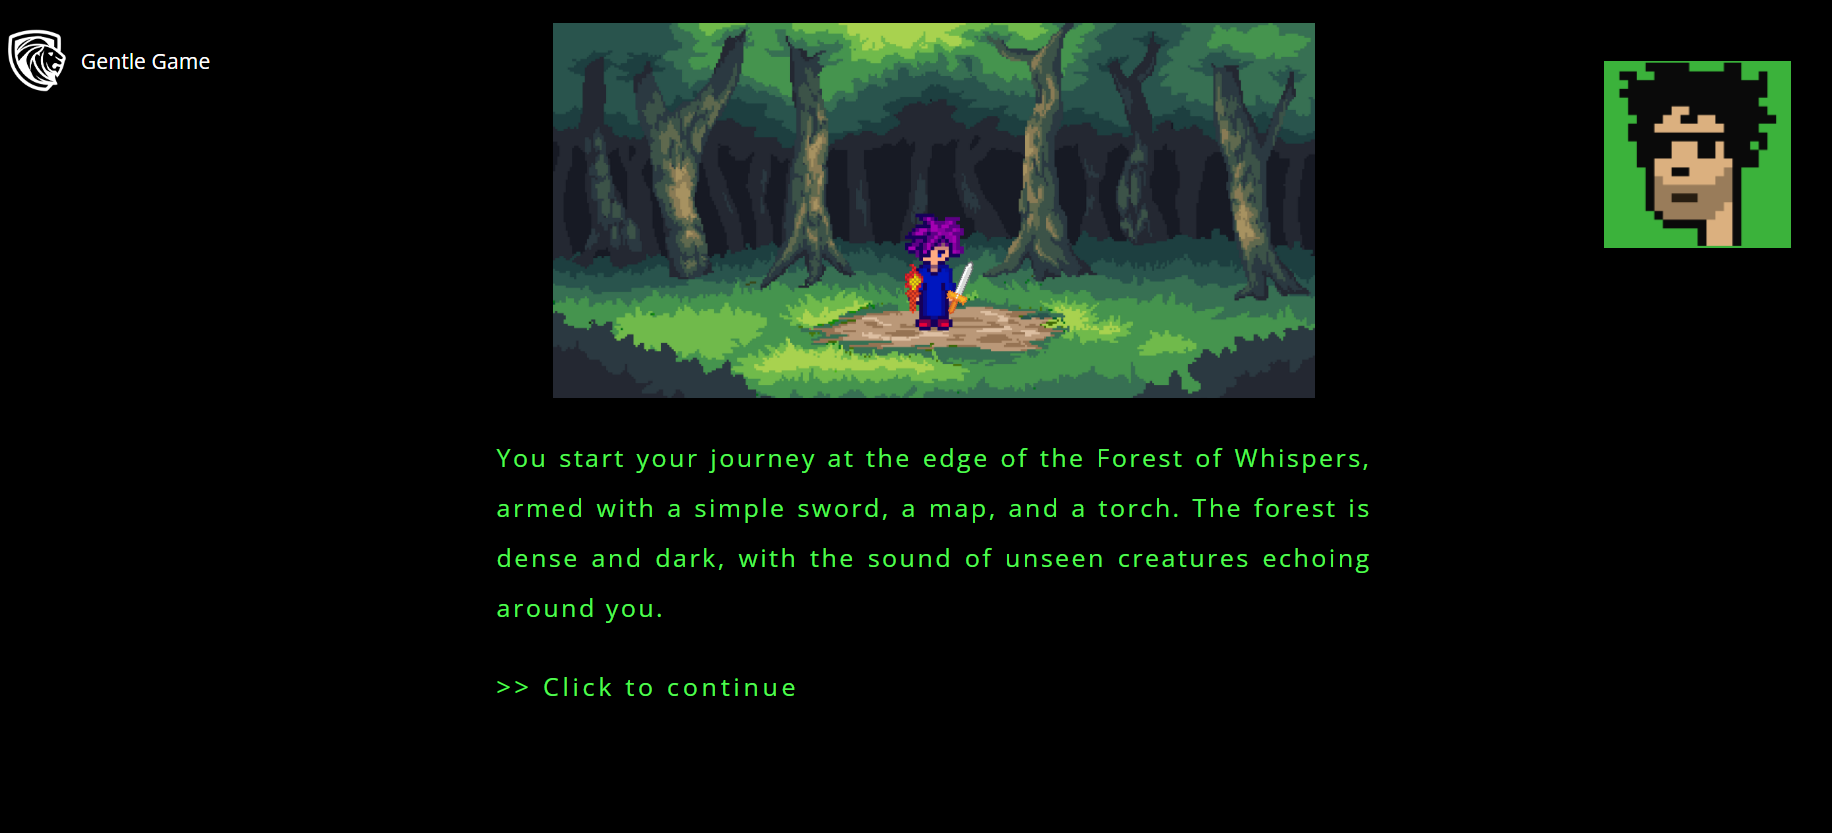 Gentle Game
You start your journey at the edge of the Forest of Whispers,
armed with a simple sword, a map, and a torch. The forest is
dense and dark, with the sound of unseen creatures echoing
around you.
>> Click to continue